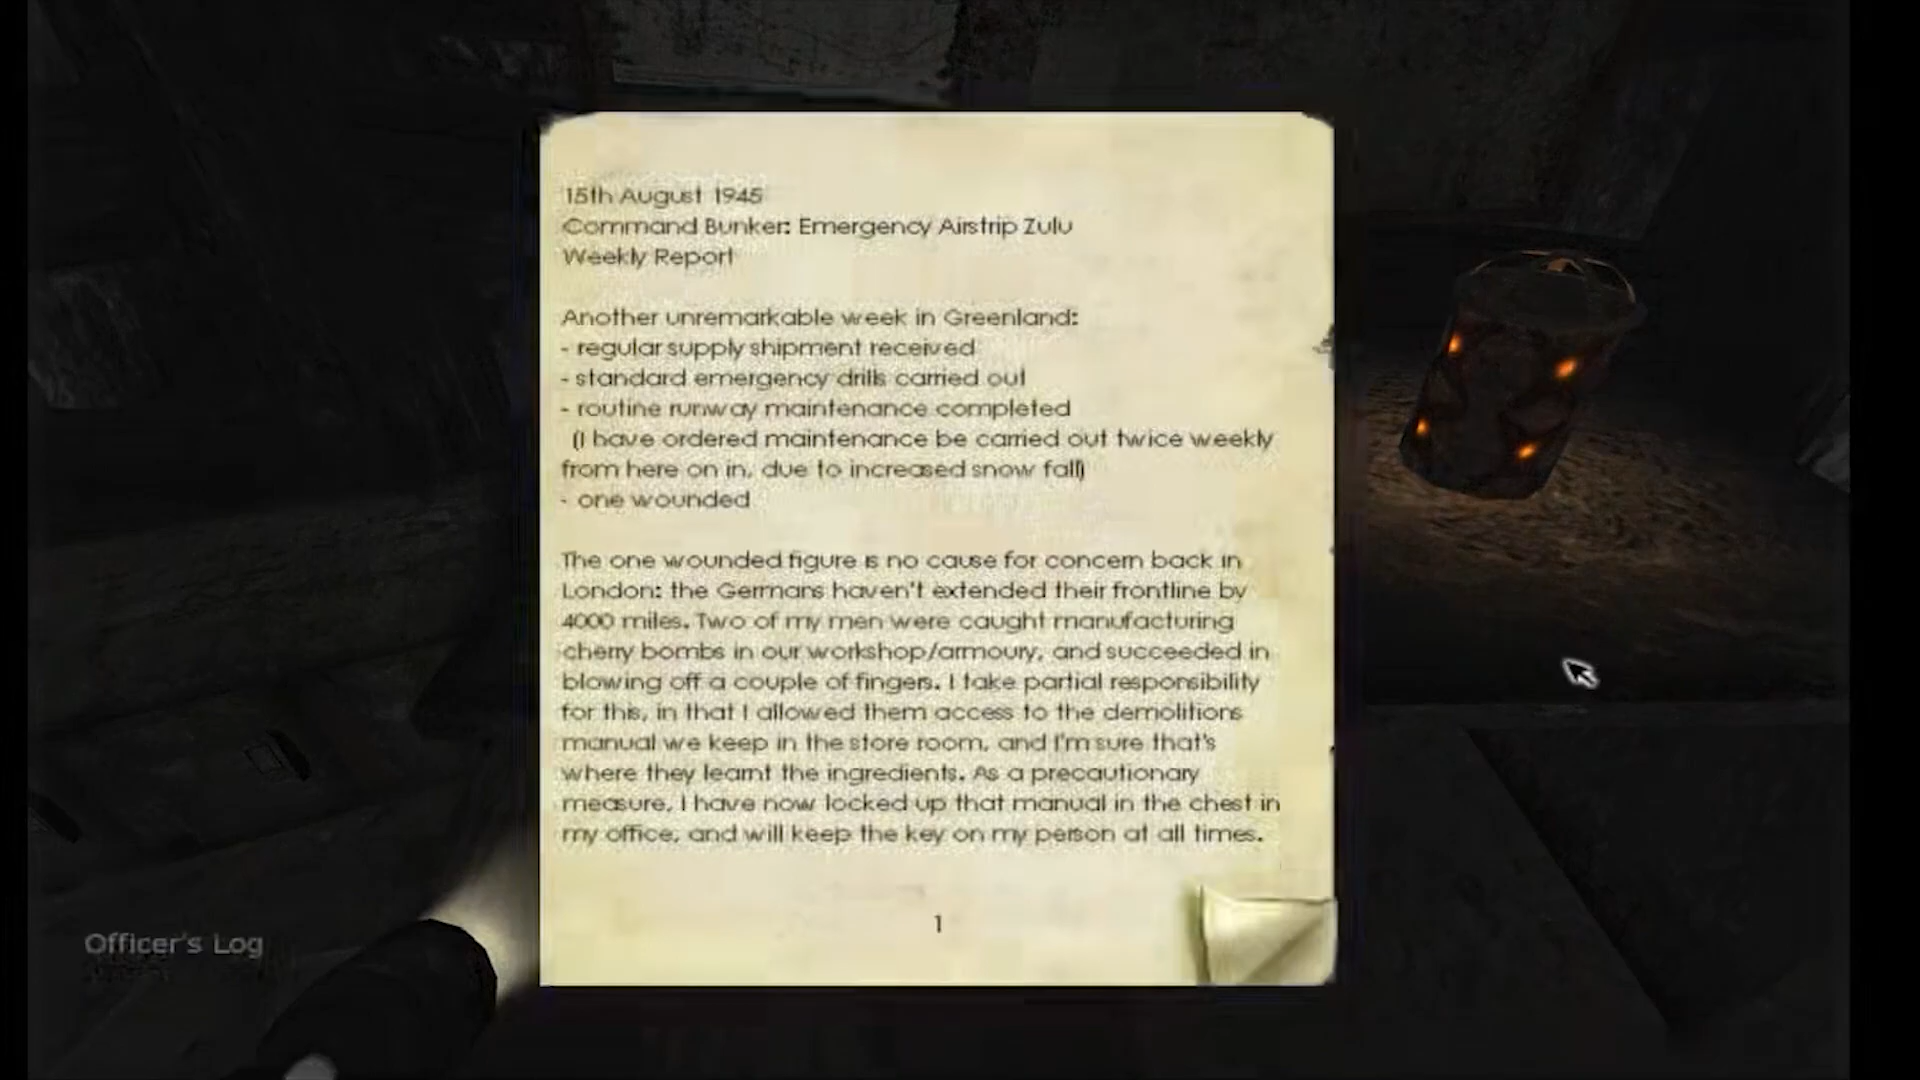 15th August 1945
Command Bunker: Emergency Airstrip Zulu
Weekly Report
Another unremarkable week in Greenland:
- regular supply shipment received
- standard emergency drills carried out
- routine runway maintenance completed
(I have ordered maintenance be carried out twice weekly
from here on in, due to increased snow fall)
- one wounded
The one wounded figure is no cause for concern back in
London: the Germans haven't extended their frontline by
4000 miles. Two of my men were caught manufacturing
cherry bombs in our workshop/armoury, and succeeded in
blowing off a couple of fingers. I take partial responsibility
for this, in that I allowed them access to the demolitions
manual we keep in the store room, and I'm sure that's
where they learnt the ingredients. As a precautionary
measure, I have now locked up that manual in the chest in
my office, and will keep the key on my person at all times.
1
Officer's Log